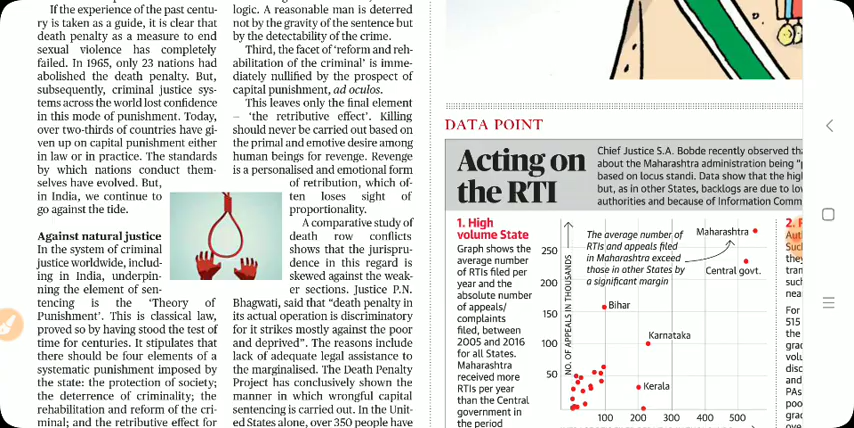 If the experience of the past centu-
ry is taken as a guide, it is clear that
death penalty as a measure to end
sexual violence has completely
failed. In 1965, only 23 nations had
abolished the death penalty. But,
subsequently, criminal justice sys-
tems across the world lost confidence
in this mode of punishment. Today,
over two-thirds of countries have gi-
ven up on capital punishment either
in law or in practice. The standards
by which nations conduct them-
selves have evolved. But,
in India, we continue to
go against the tide.
Against natural justice
In the system of criminal
justice worldwide, includ-
ing in India, underpin-
ning the element of sen-
tencing is the ‘Theory of
Punishment’. This is classical law,
proved so by having stood the test of
time for centuries. It stipulates that
there should be four elements of a
systematic punishment imposed by
the state: the protection of society;
the deterrence of criminality; the
rehabilitation and reform of the cri-
minal; and the retributive effect for
logic. A reasonable man is deterred
not by the gravity of the sentence but
by the detectability of the crime.
Third, the facet of ‘reform and reh-
abilitation of the criminal’ is imme-
diately nullified by the prospect of
capital punishment, ad oculos.
This leaves only the final element
– ‘the retributive effect’. Killing
should never be carried out based on
the primal and emotive desire among
human beings for revenge. Revenge
is a personalised and emotional form
of retribution, which of-
ten loses sight of
proportionality.
A comparative study of
death row conflicts
shows that the jurispru-
dence in this regard is
skewed against the weak-
er sections. Justice P.N.
Bhagwati, said that “death penalty in
its actual operation is discriminatory
for it strikes mostly against the poor
and deprived”. The reasons include
lack of adequate legal assistance to
the marginalised. The Death Penalty
Project has conclusively shown the
manner in which wrongful capital
sentencing is carried out. In the Unit-
ed States alone, over 350 people have
DATA POINT
Acting on
the RTI
Chief Justice S.A. Bobde recently observed tha
about the Maharashtra administration being “p
based on locus standi. Data show that the high
but, as in other States, backlogs are due to lov
authorities and because of Information Comm
1. High
volume State
Graph shows the
average number
of RTIs filed per
year and the
absolute number
of appeals/
complaints
filed, between
2005 and 2016
for all States.
Maharashtra
received more
RTIs per year
than the Central
government in
the period
NO. OF APPEALS IN THOUSANDS
250
200
150
100
50
The average number of
RTIs and appeals filed
in Maharashtra exceed
those in other States by
a significant margin
Maharashtra
Central govt.
Bihar
Karnataka
Kerala
100 200 300 400 500
2.
Such
they
tran
such
nea
For
515
the
grad
volu
disc
and
PAs
poo
grad